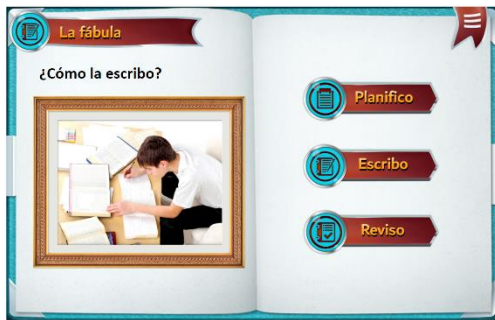 La fábula
¿Cómo la escribo?
Planifico
Escribo
Reviso